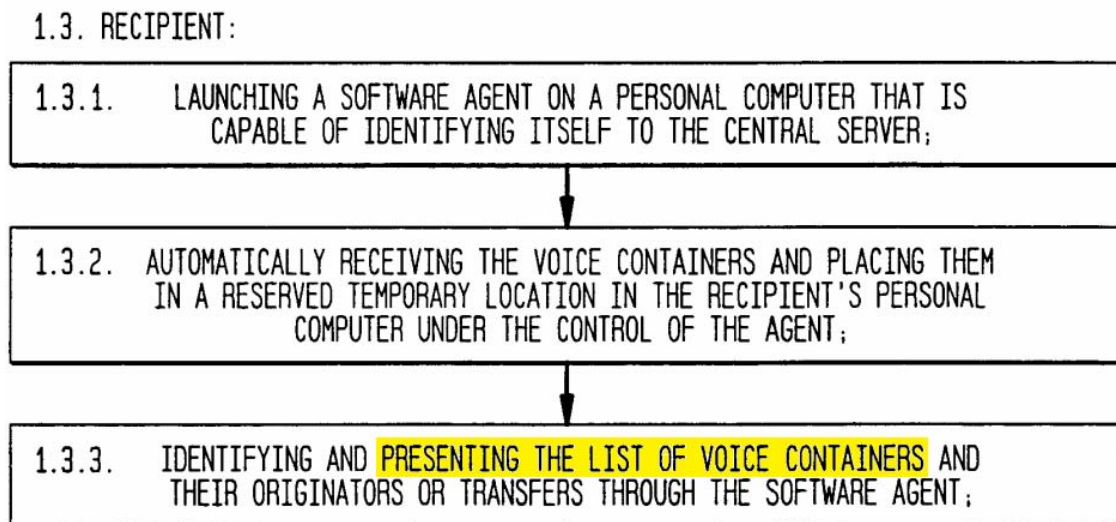 1.3. RECIPIENT:
1.3.1. LAUNCHING A SOFTWARE AGENT ON A PERSONAL COMPUTER THAT IS
CAPABLE OF IDENTIFYING ITSELF TO THE CENTRAL SERVER;
1.3.2. AUTOMATICALLY RECEIVING THE VOICE CONTAINERS AND PLACING THEM
IN A RESERVED TEMPORARY LOCATION IN THE RECIPIENT'S PERSONAL
COMPUTER UNDER THE CONTROL OF THE AGENT;
1.3.3. IDENTIFYING AND PRESENTING THE LIST OF VOICE CONTAINERS AND
THEIR ORIGINATORS OR TRANSFERS THROUGH THE SOFTWARE AGENT;